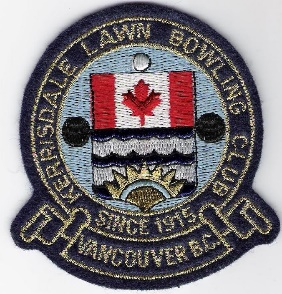 KERRISDALE LAWN BOWLING CLUB
SINCE 1915
VANCOUVER B.C.